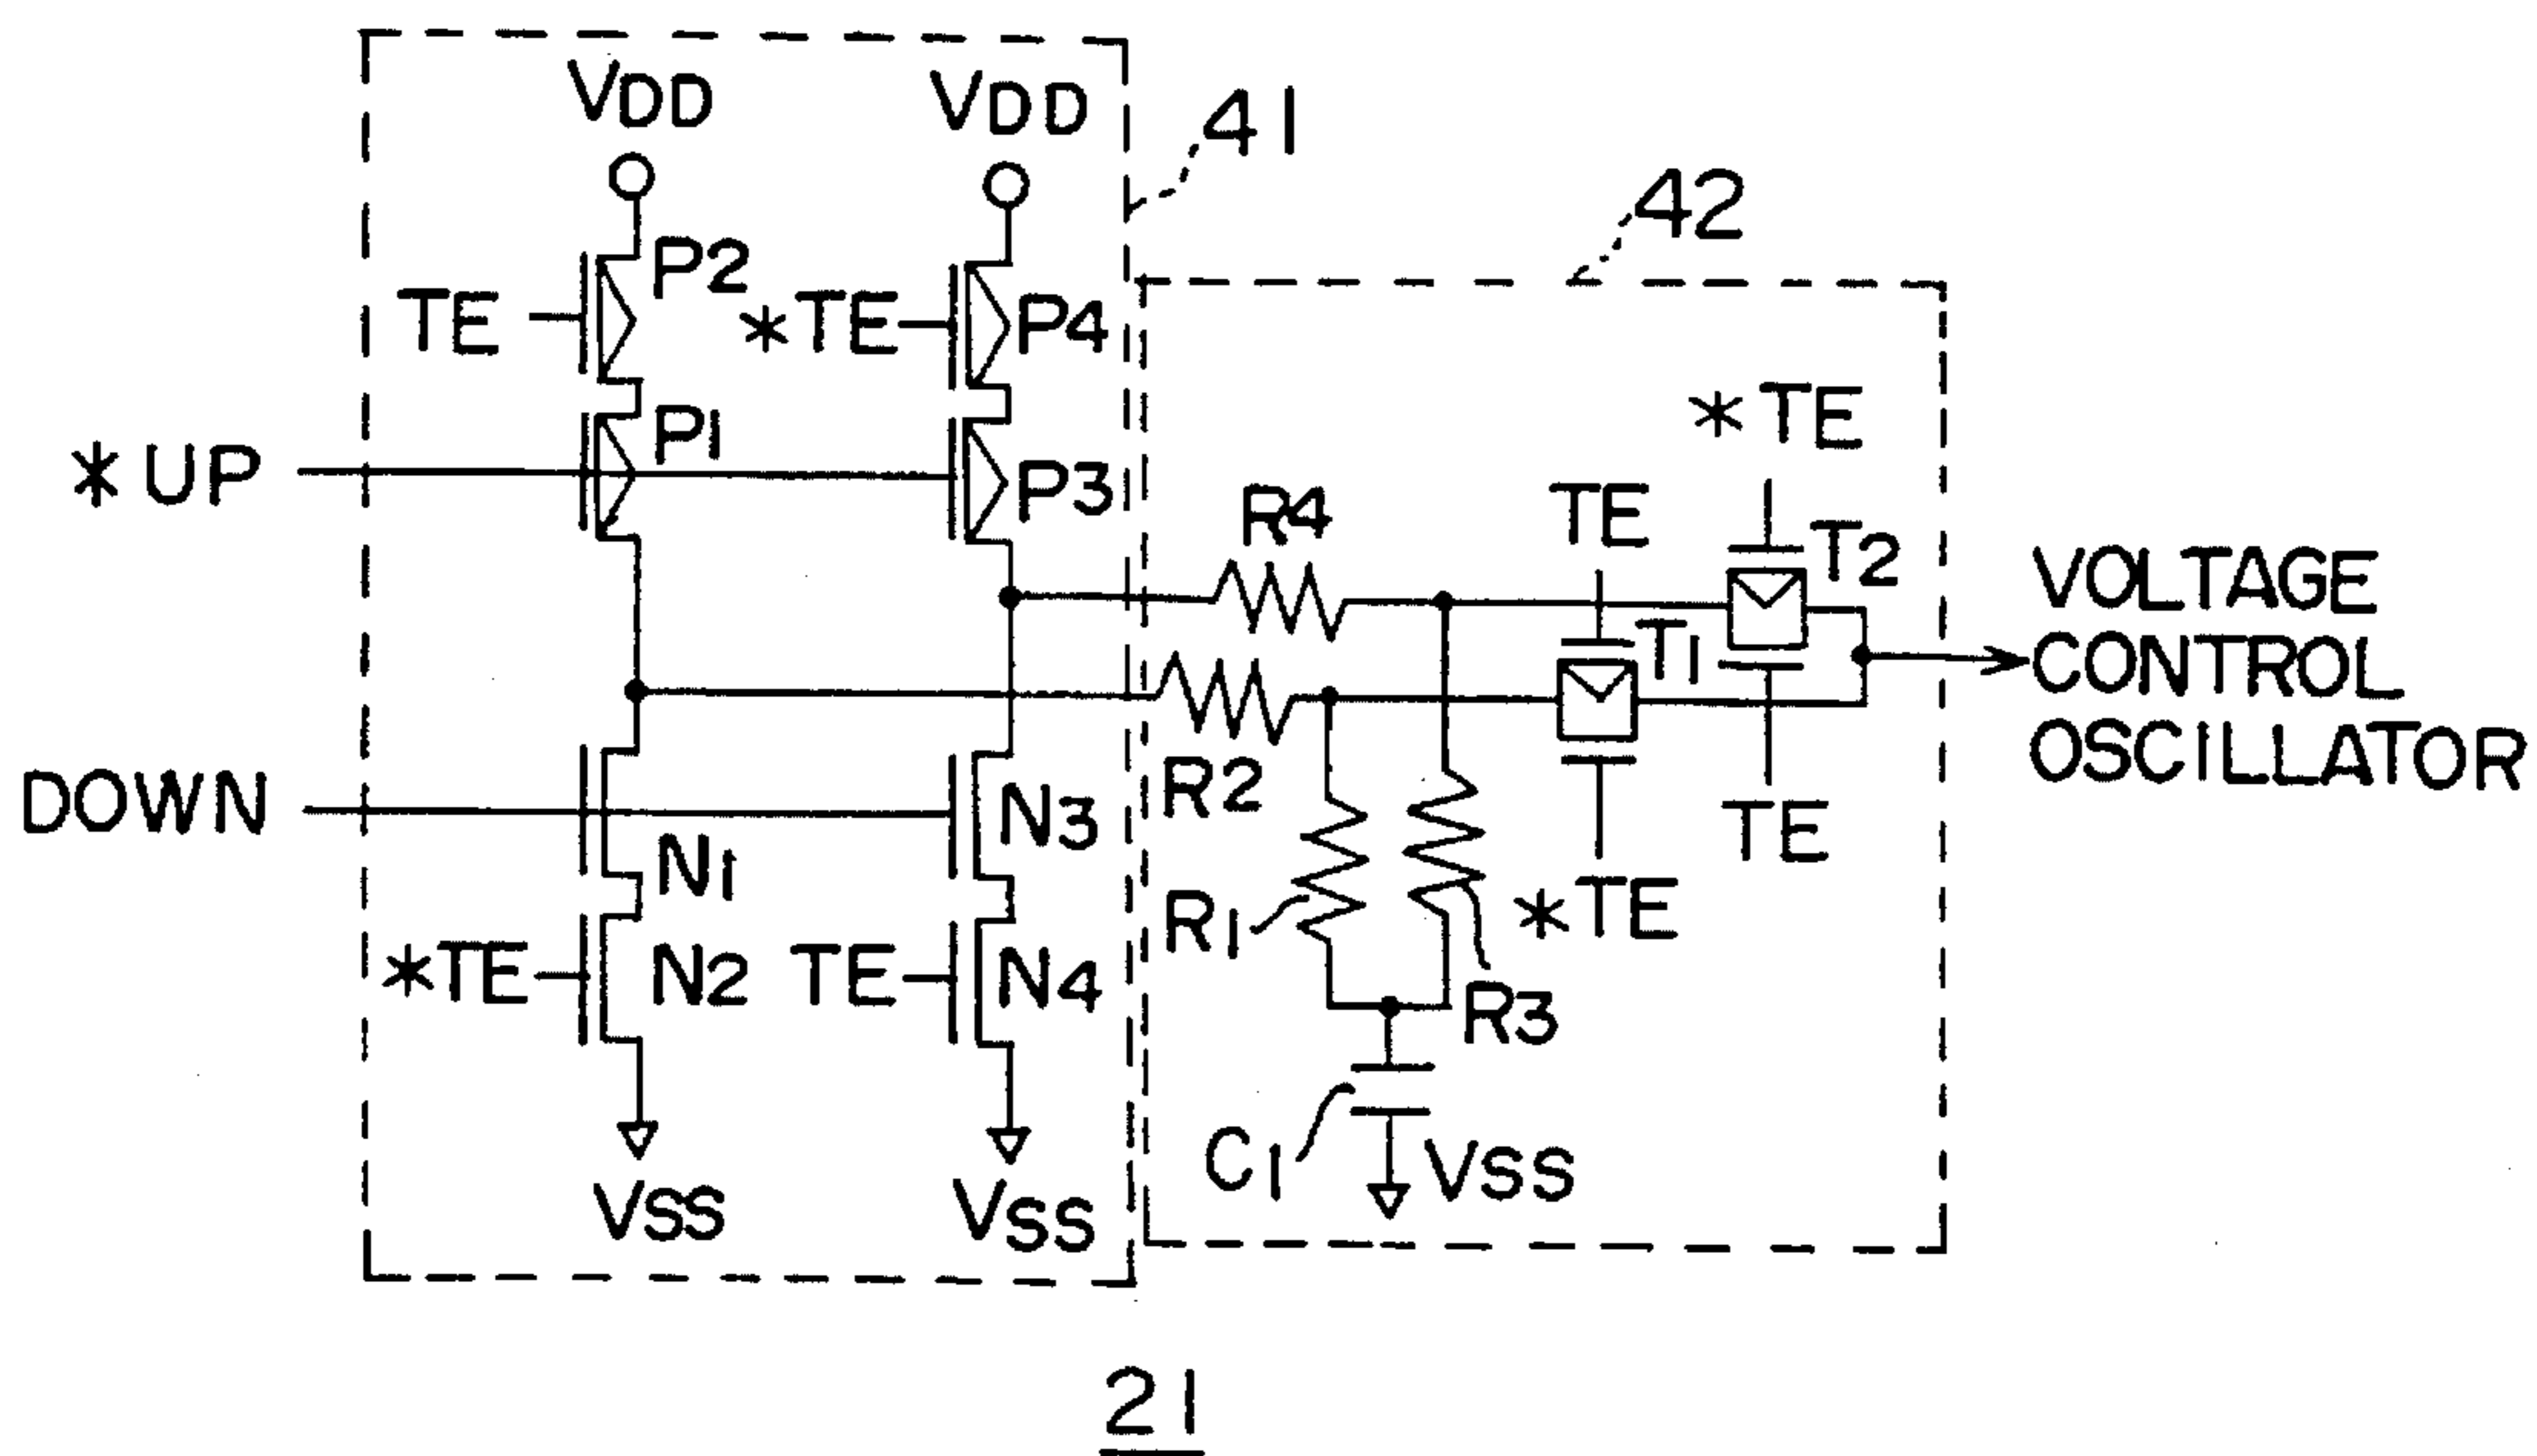 VDD
VDD
41
42
P2
TE
*TE
P4
*UP
P1
P3
*TE
R4
TE
T2
T1
VOLTAGE
CONTROL
OSCILLATOR
DOWN
N1
N3
R2
TE
R1
*TE
*TE
N2
TE
N4
R3
C1
VSS
VSS
VSS
21